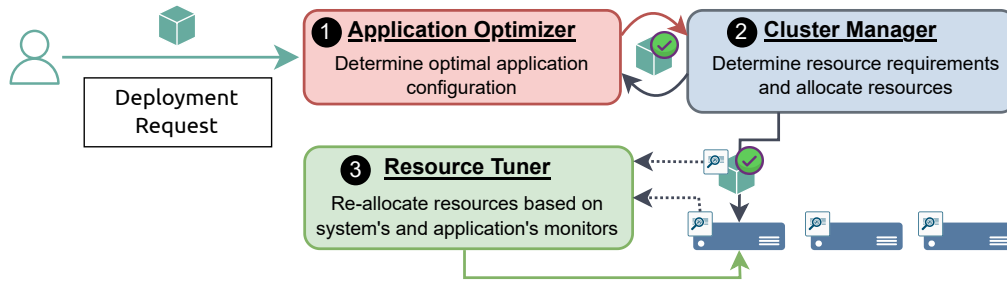 Deployment
Request
1 Application Optimizer
Determine optimal application
configuration
2 Cluster Manager
Determine resource requirements
and allocate resources
3 Resource Tuner
Re-allocate resources based on
system's and application's monitors